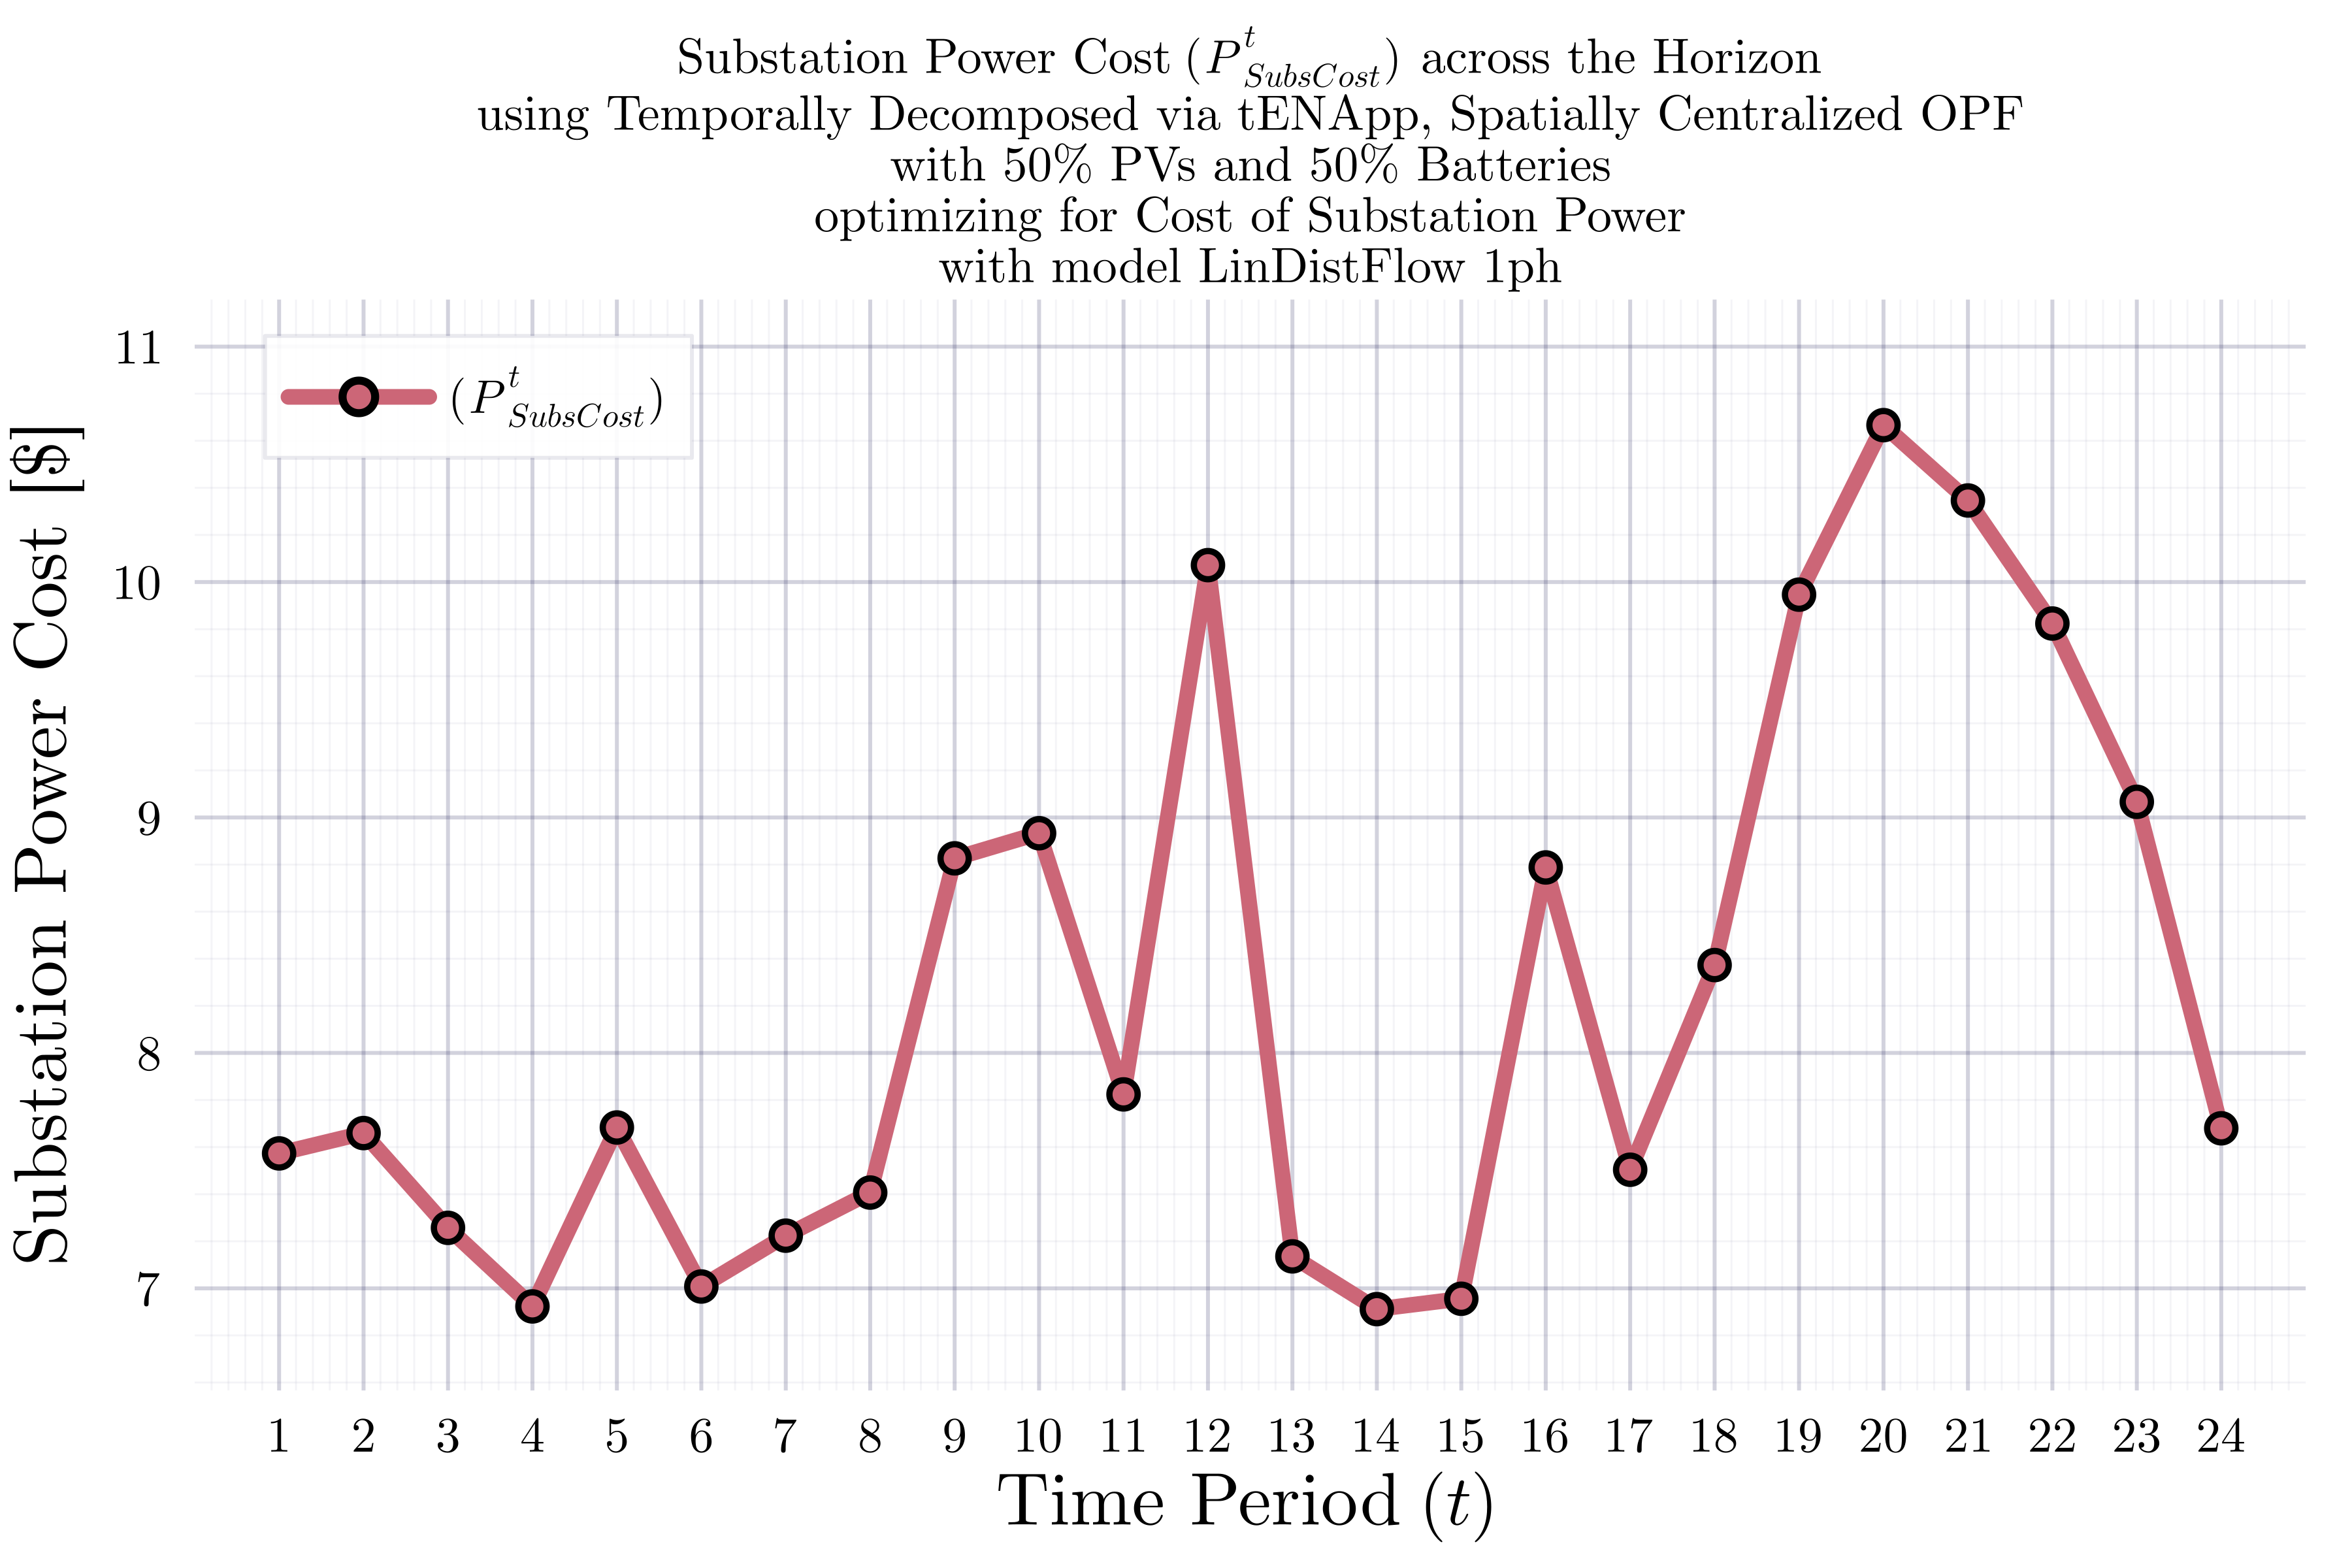 Substation Power Cost (P^t_SubsCost) across the Horizon
using Temporally Decomposed via tENApp, Spatially Centralized OPF
with 50% PVs and 50% Batteries
optimizing for Cost of Substation Power
with model LinDistFlow 1ph
(P^t_SubsCost)
Substation Power Cost [$]
11
10
9
8
7
1 2 3 4 5 6 7 8 9 10 11 12 13 14 15 16 17 18 19 20 21 22 23 24
Time Period (t)